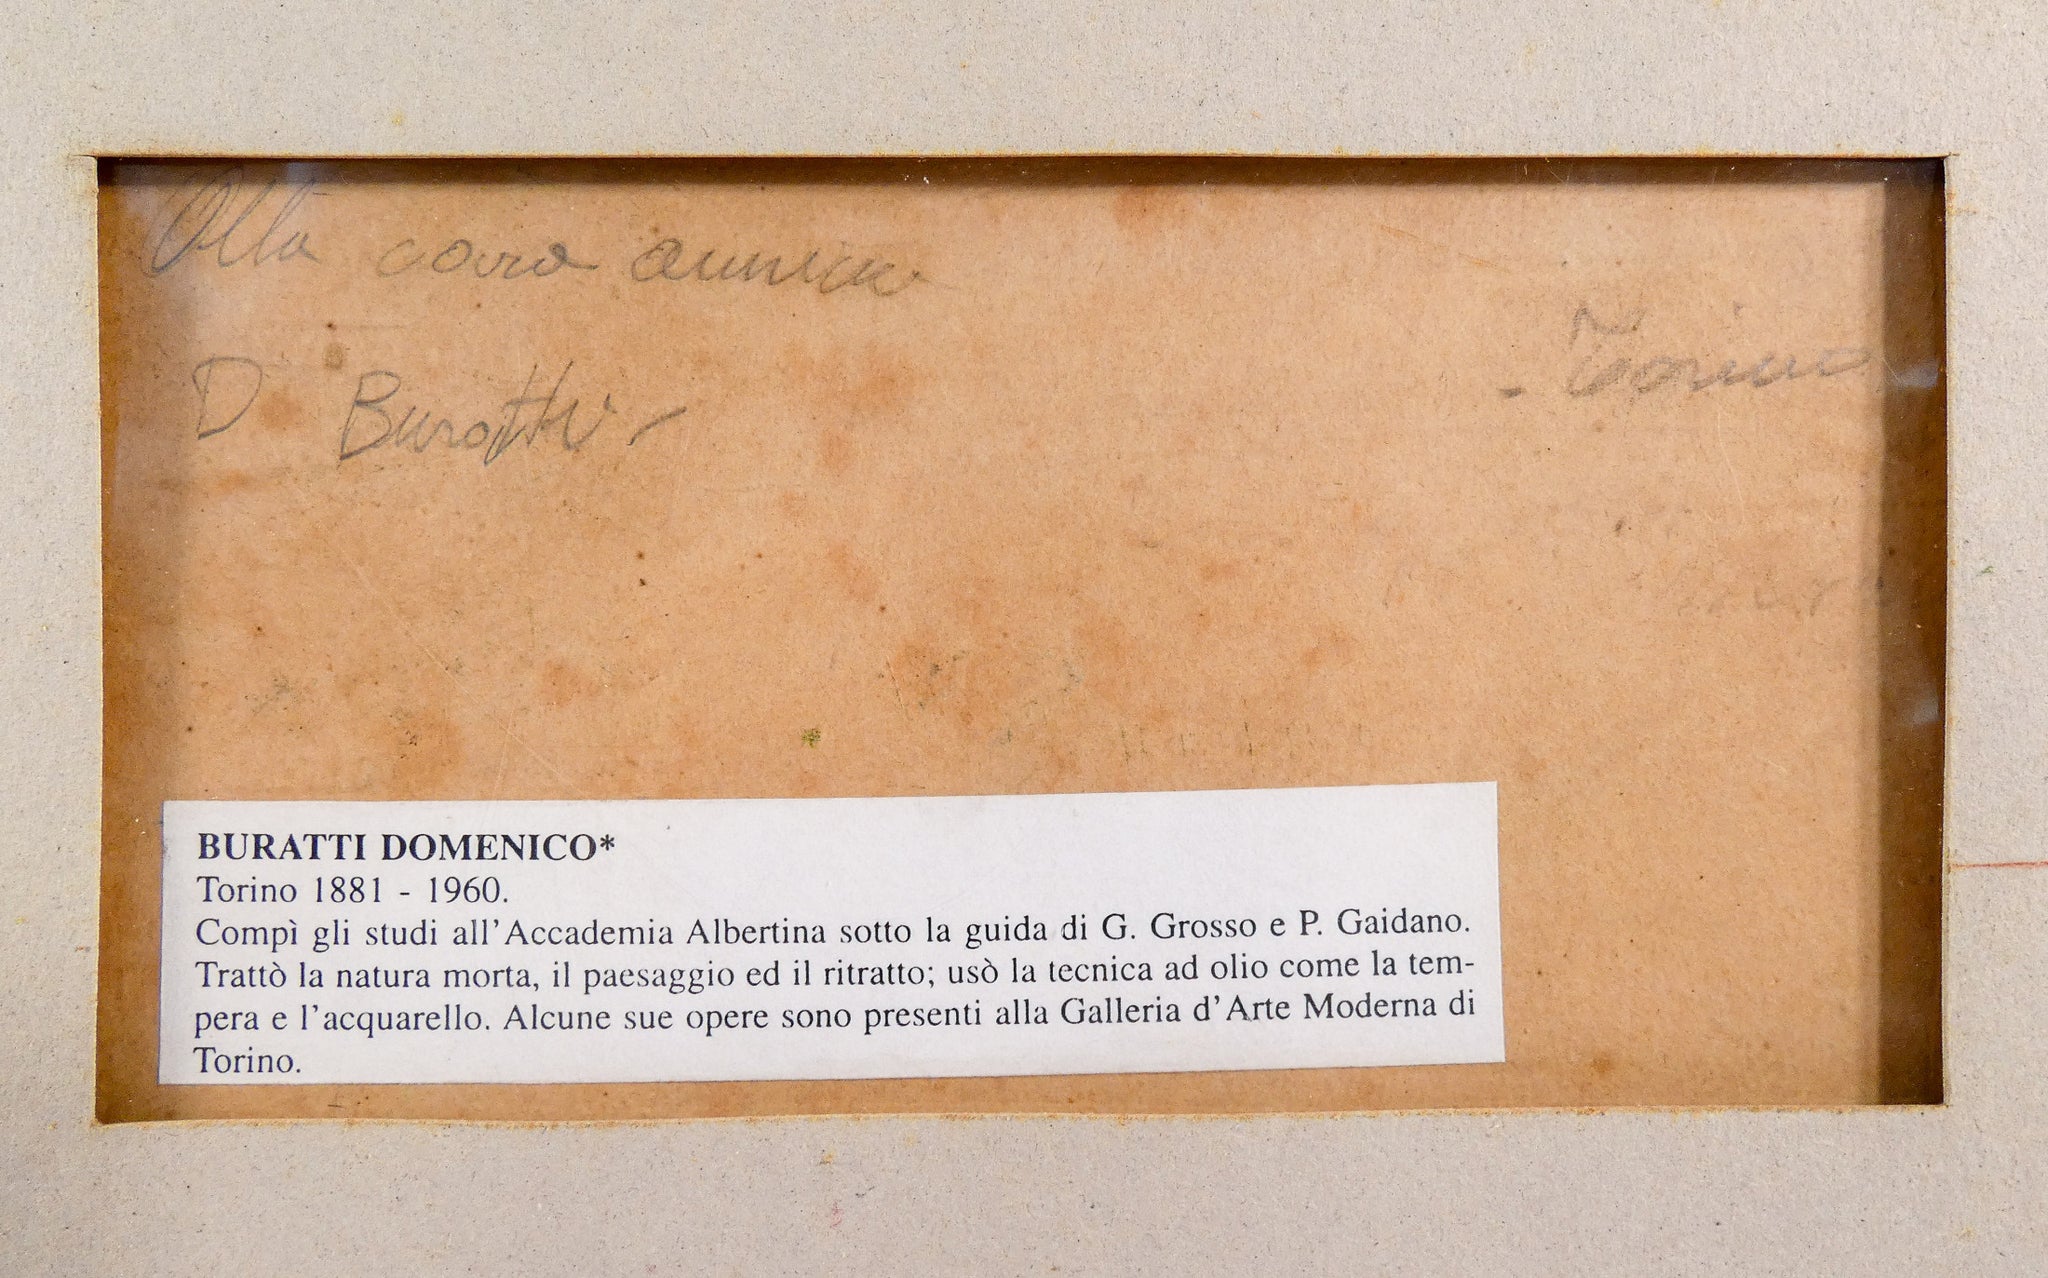 Alla cara amica
D Buratti -
- Torino
BURATTI DOMENICO*
Torino 1881 - 1960.
Compì gli studi all'Accademia Albertina sotto la guida di G. Grosso e P. Gaidano.
Trattò la natura morta, il paesaggio ed il ritratto; usò la tecnica ad olio come la tem-
pera e l'acquarello. Alcune sue opere sono presenti alla Galleria d'Arte Moderna di
Torino.